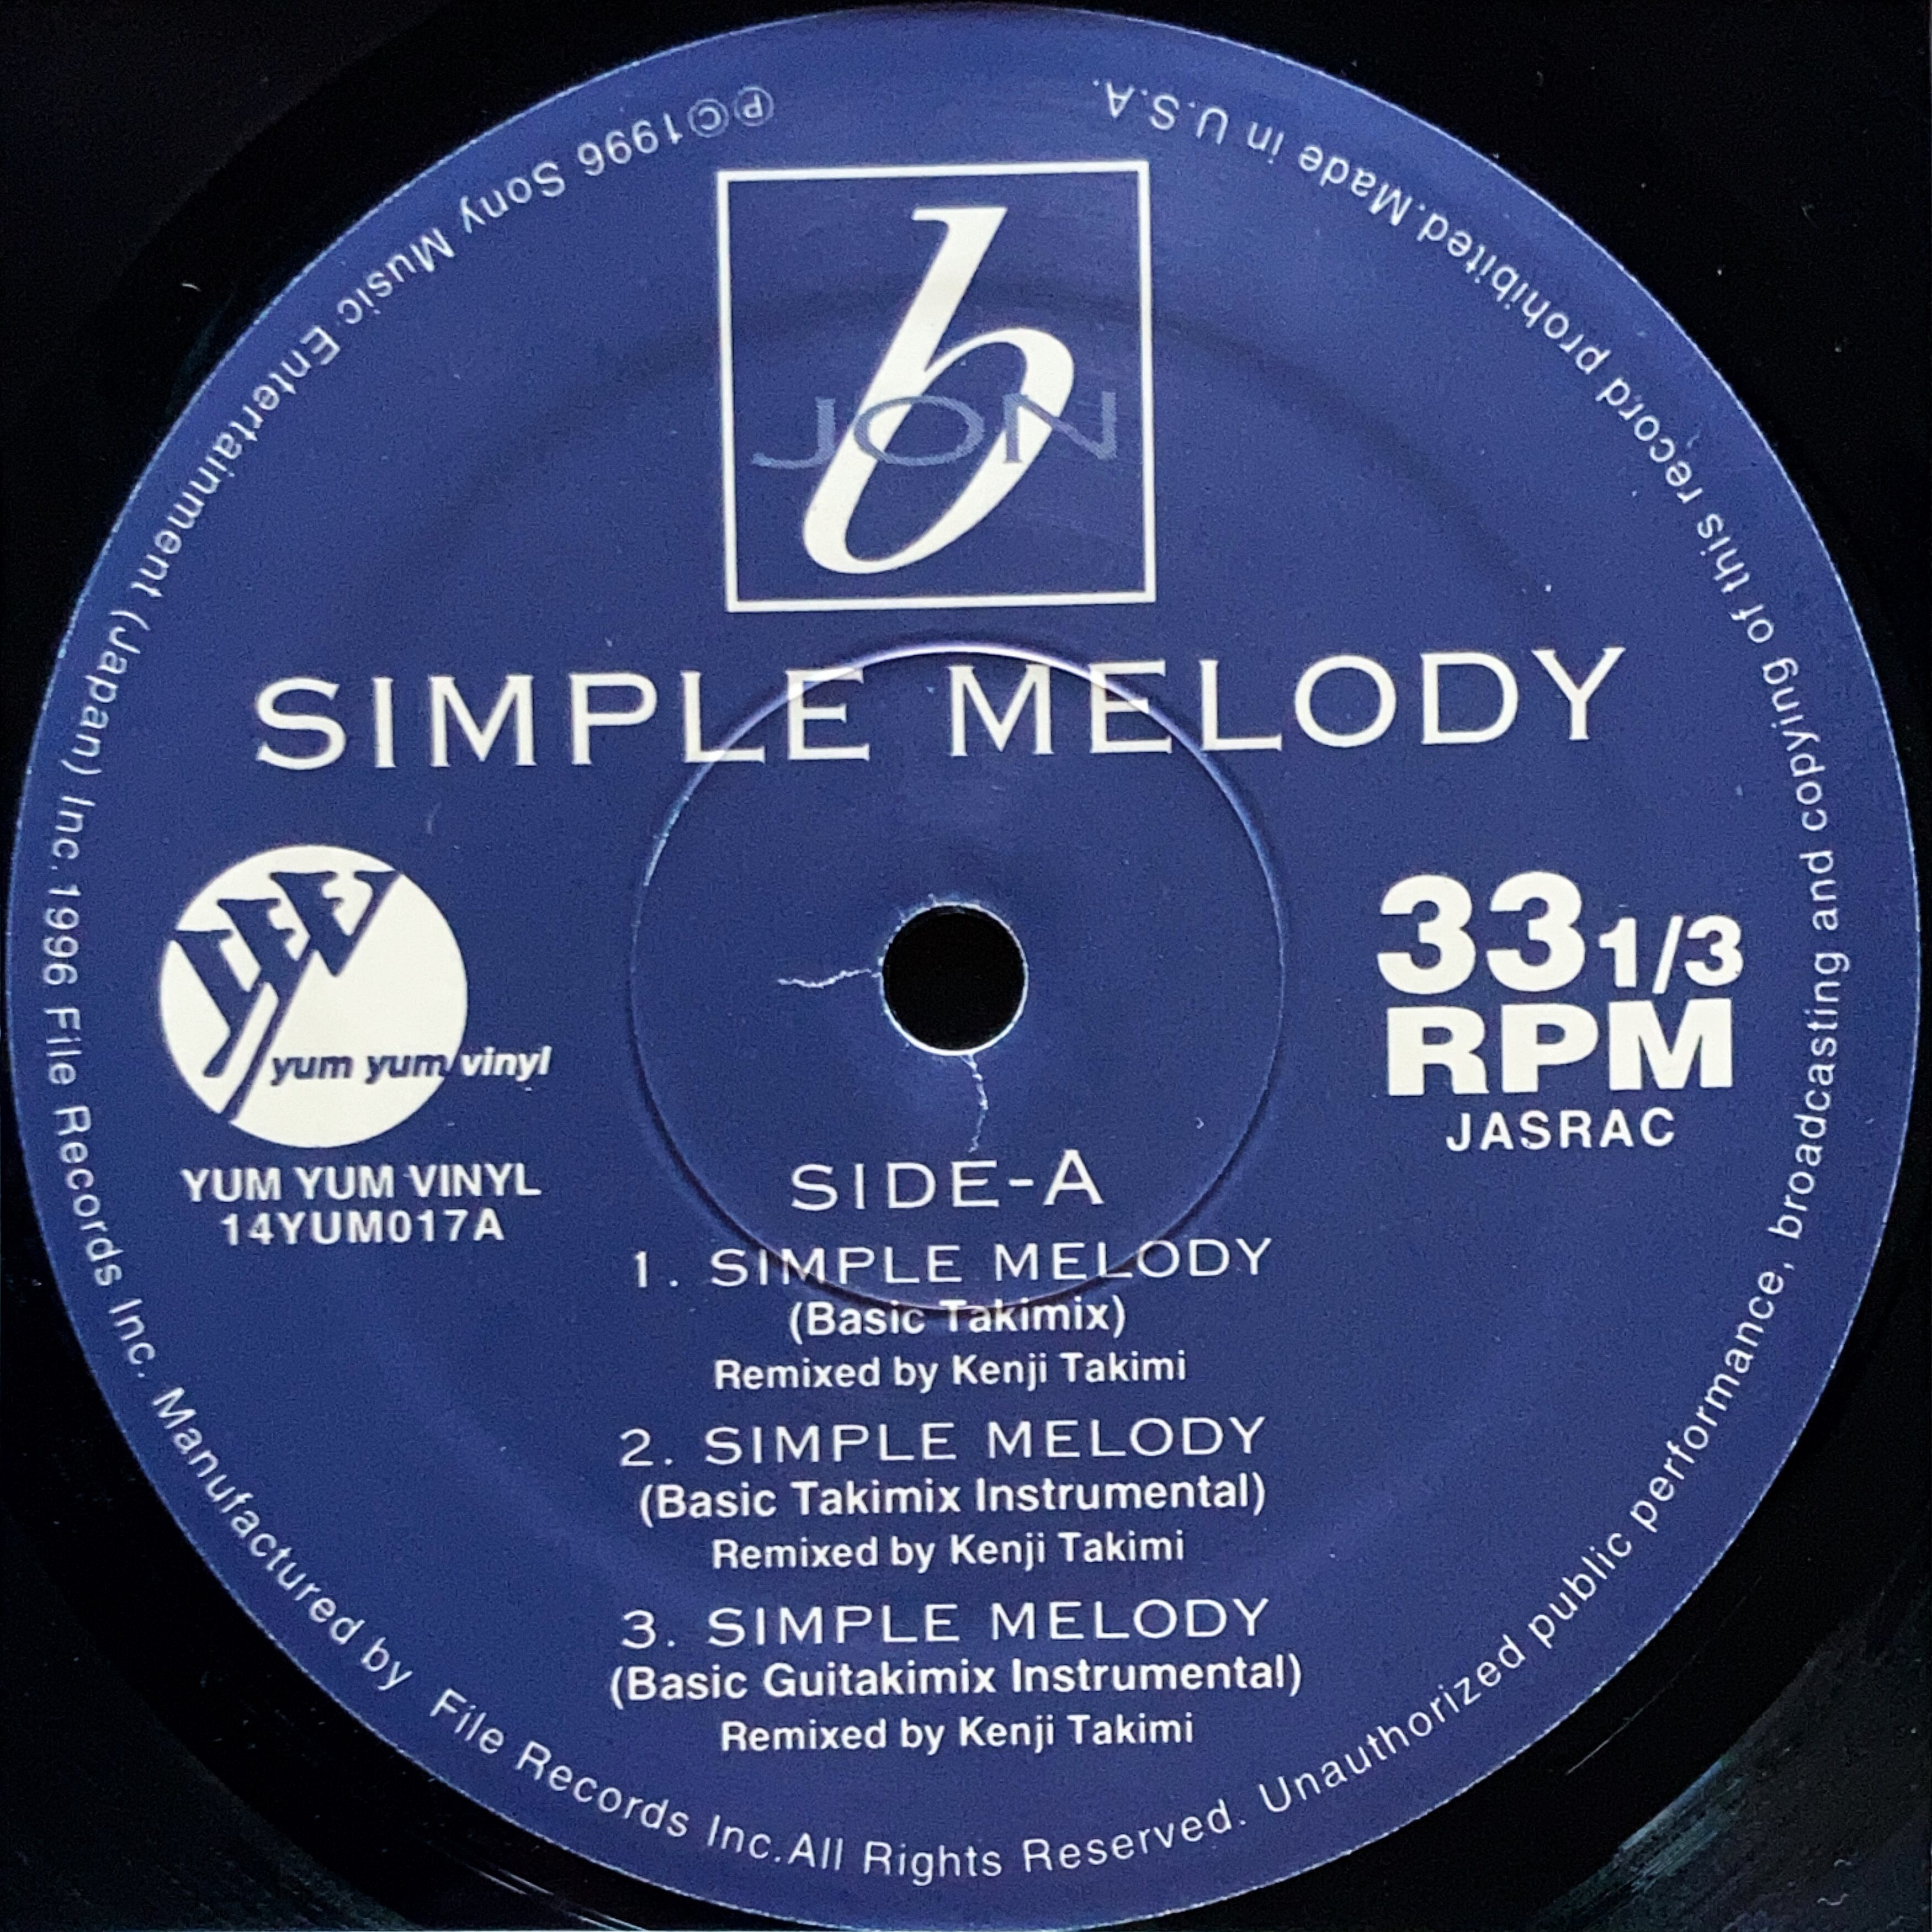 b
JON
SIMPLE MELODY
yum yum vinyl
YUM YUM VINYL
14YUM017A
33 1/3
RPM
JASRAC
SIDE-A
1. SIMPLE MELODY
(Basic Takimix)
Remixed by Kenji Takimi
2. SIMPLE MELODY
(Basic Takimix Instrumental)
Remixed by Kenji Takimi
3. SIMPLE MELODY
(Basic Guitakimix Instrumental)
Remixed by Kenji Takimi
℗©1996 Sony Music Entertainment (Japan) Inc.1996 File Records Inc. Manufactured by File Records Inc.All Rights Reserved. Unauthorized public performance, broadcasting and copying of this record prohibited.Made in U.S.A.